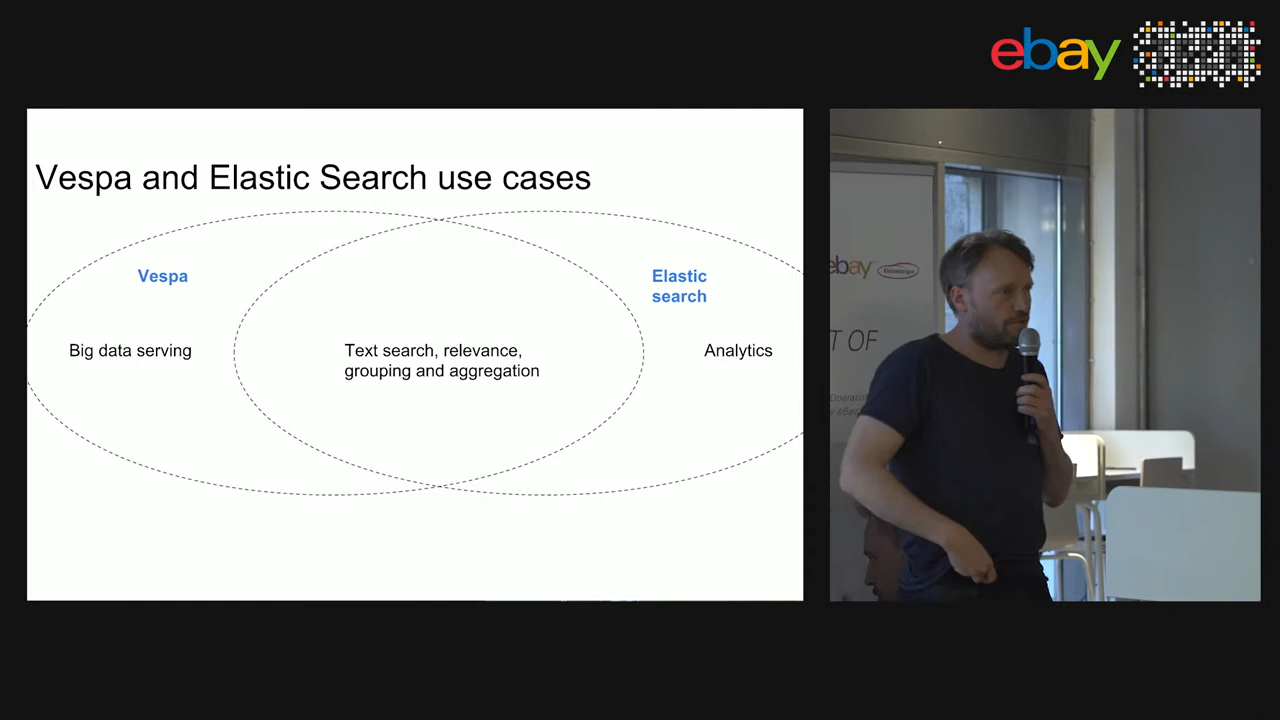 ebay
Vespa and Elastic Search use cases
Vespa
Elastic
search
Big data serving
Text search, relevance,
grouping and aggregation
Analytics
ebay
T OF